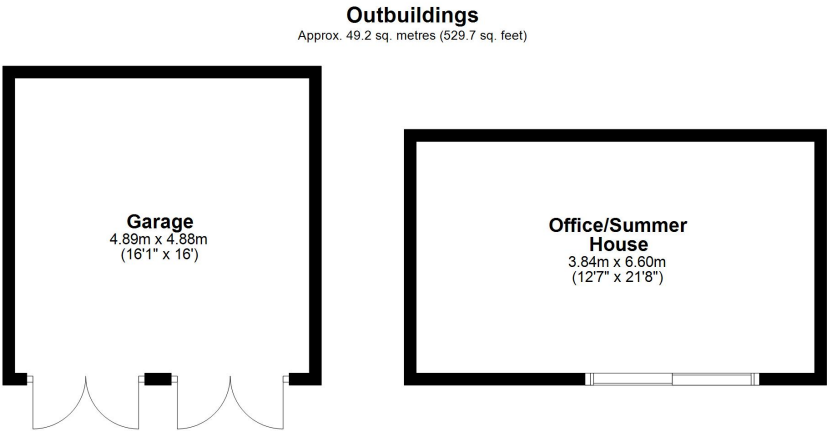 Outbuildings
Approx. 49.2 sq. metres (529.7 sq. feet)
Garage
4.89m x 4.88m
(16'1" x 16')
Office/Summer
House
3.84m x 6.60m
(12'7" x 21'8")